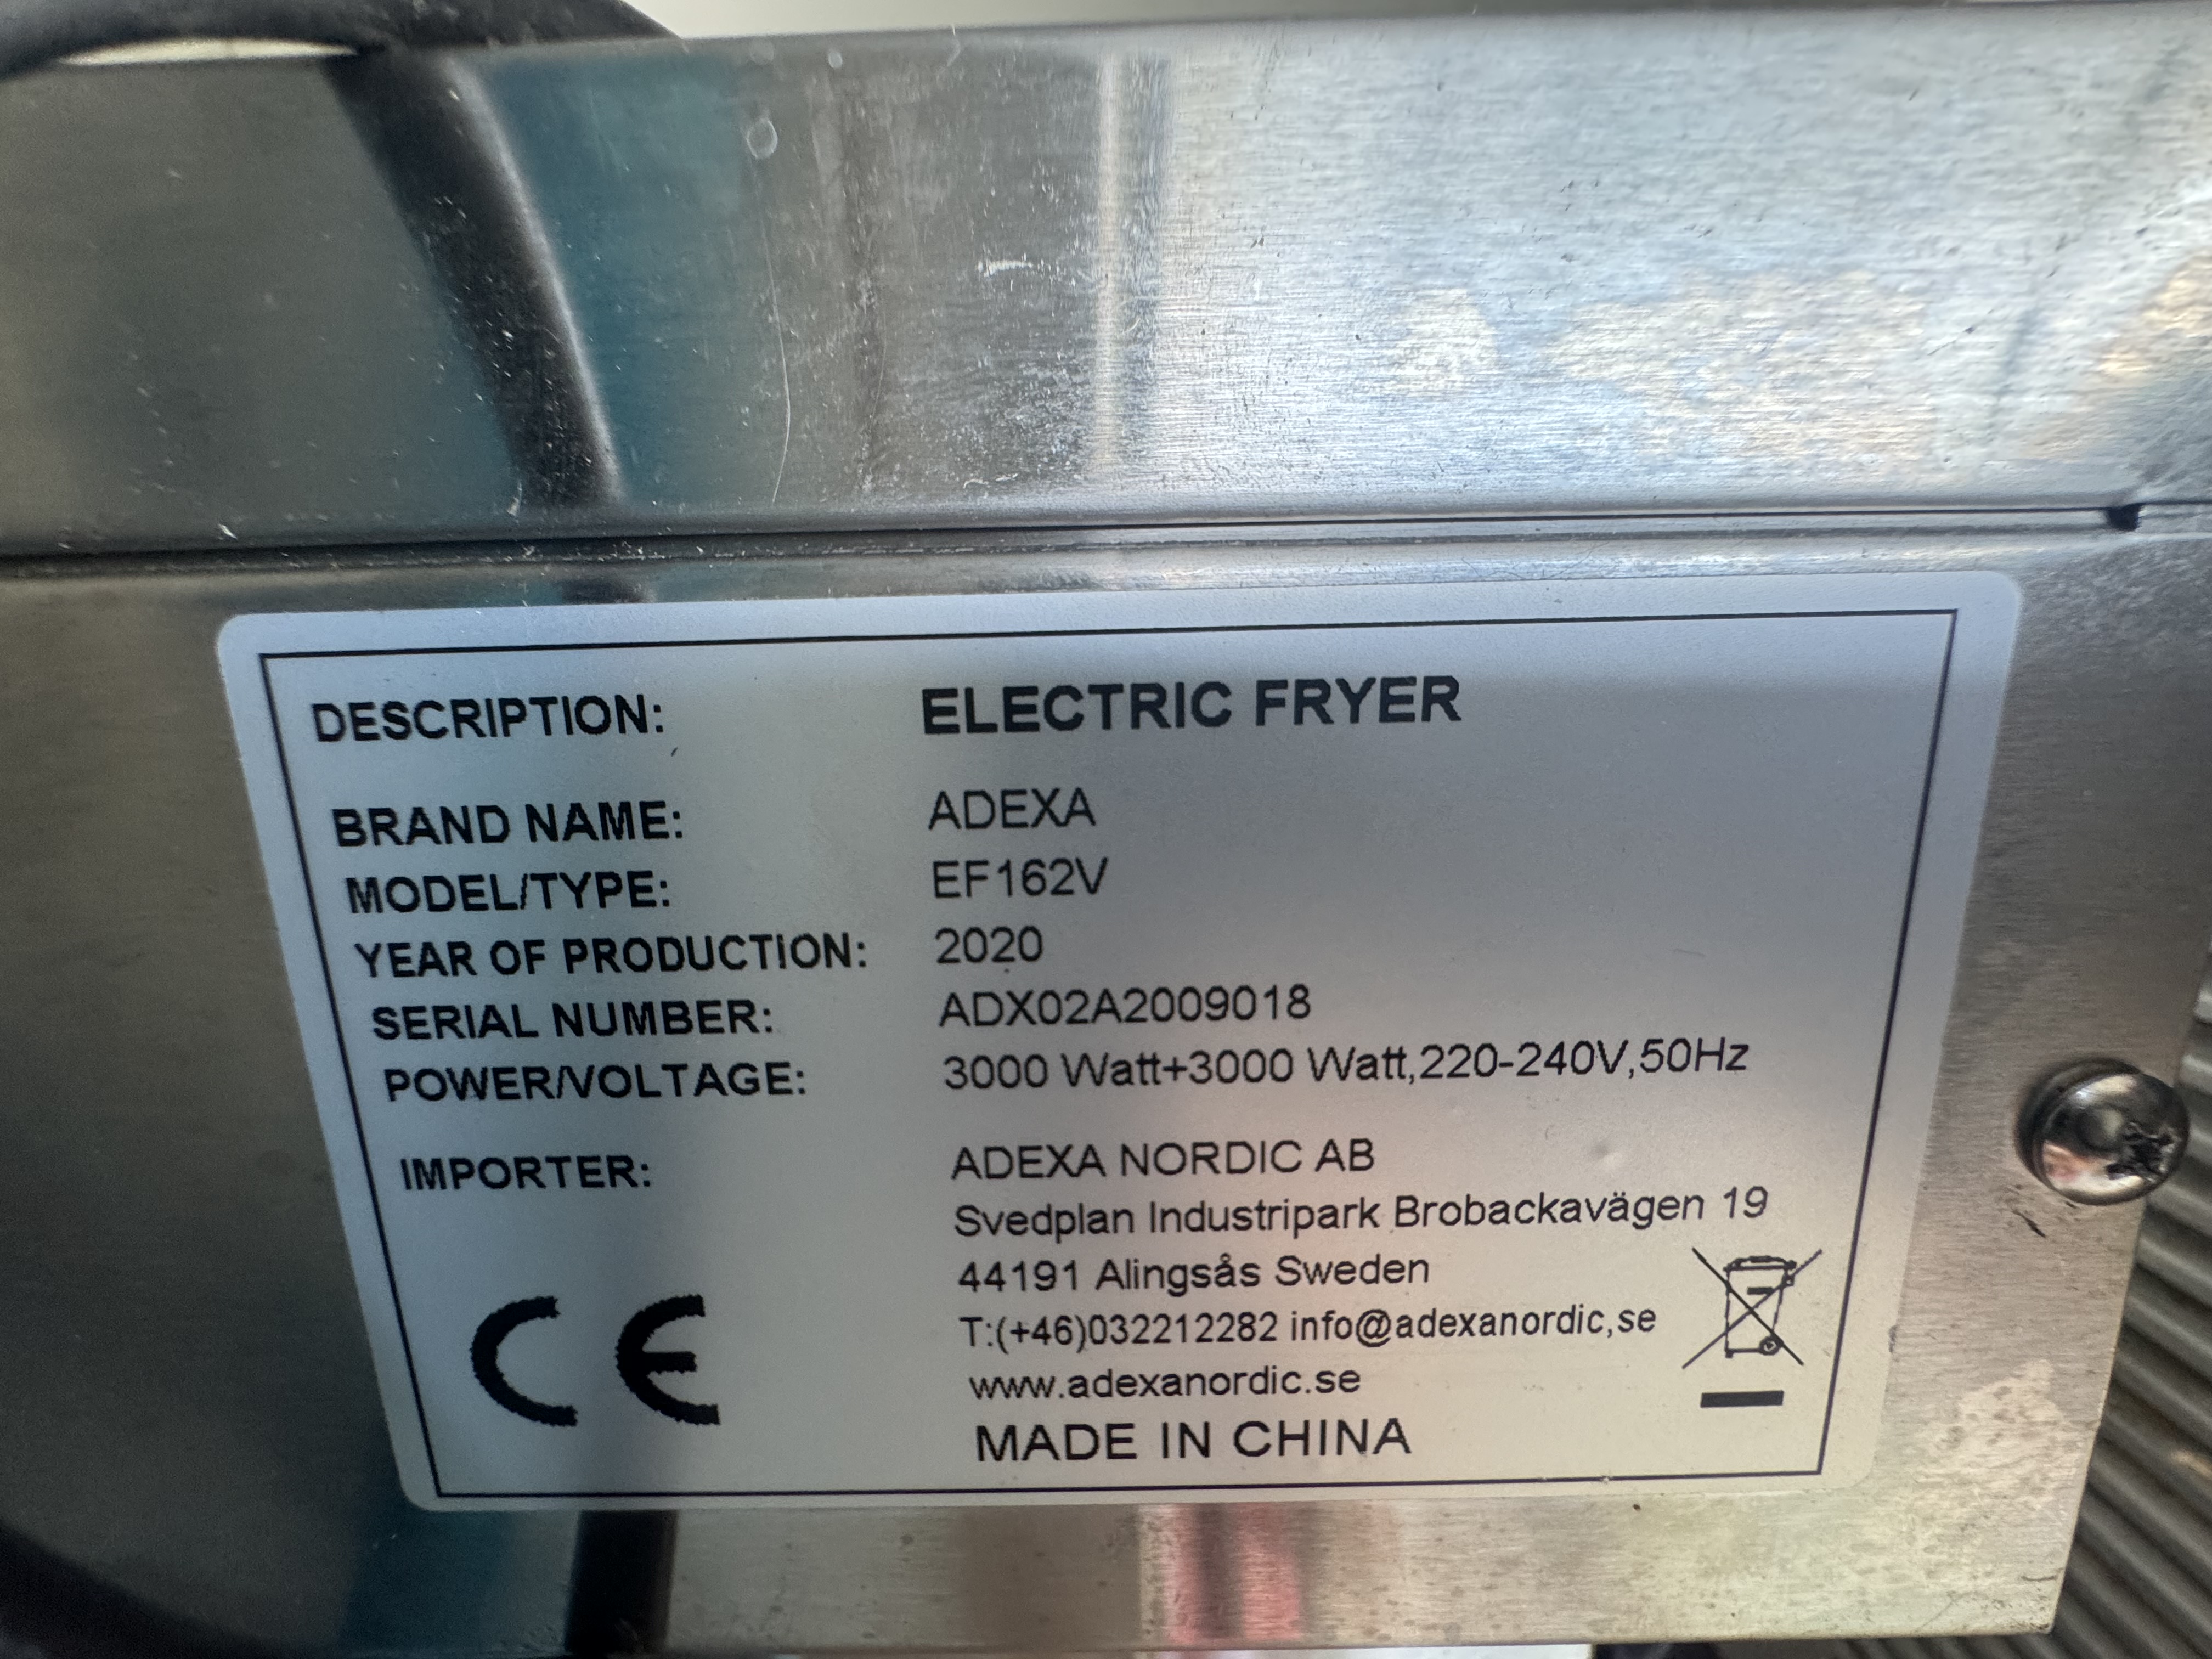 DESCRIPTION: ELECTRIC FRYER
BRAND NAME: ADEXA
MODEL/TYPE: EF162V
YEAR OF PRODUCTION: 2020
SERIAL NUMBER: ADX02A2009018
POWER/VOLTAGE: 3000 Watt+3000 Watt,220-240V,50Hz
IMPORTER: ADEXA NORDIC AB
Svedplan Industripark Brobackavägen 19
44191 Alingsås Sweden
T:(+46)032212282 info@adexanordic,se
www.adexanordic.se
MADE IN CHINA
CE